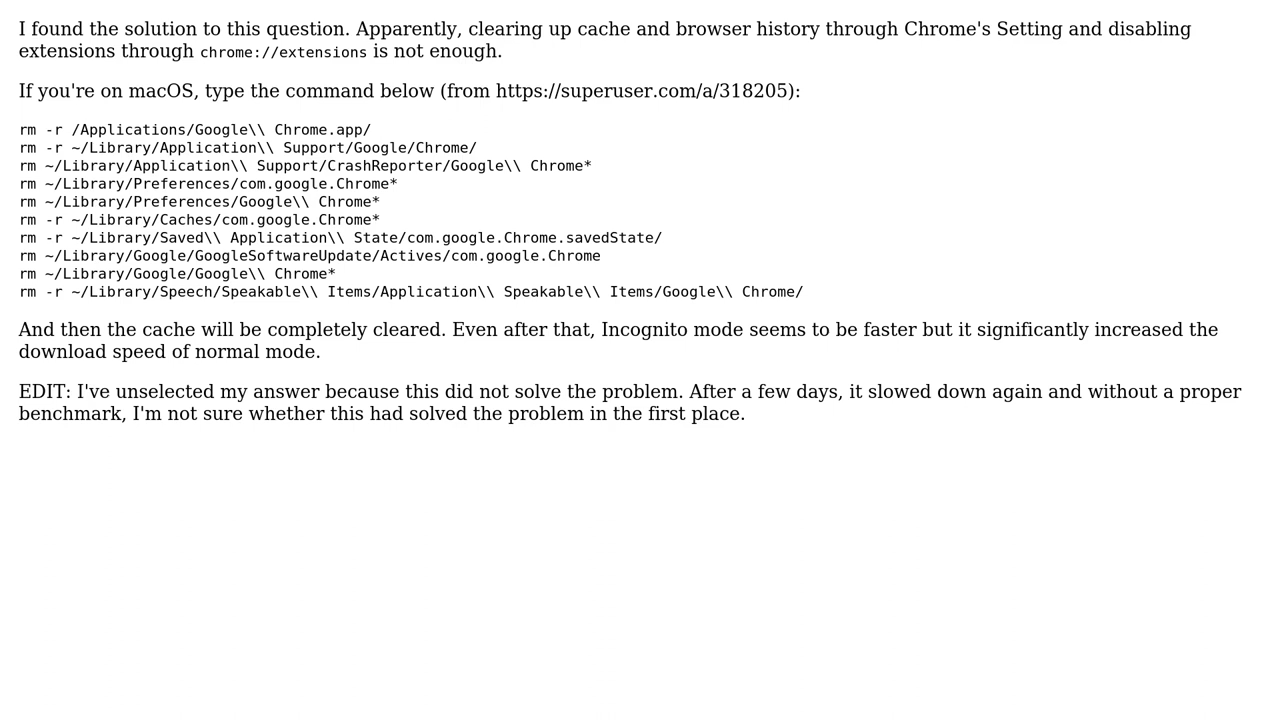 I found the solution to this question. Apparently, clearing up cache and browser history through Chrome's Setting and disabling
extensions through chrome://extensions is not enough.
If you're on macOS, type the command below (from https://superuser.com/a/318205):
rm -r /Applications/Google\\ Chrome.app/
rm -r ~/Library/Application\\ Support/Google/Chrome/
rm ~/Library/Application\\ Support/CrashReporter/Google\\ Chrome*
rm ~/Library/Preferences/com.google.Chrome*
rm ~/Library/Preferences/Google\\ Chrome*
rm -r ~/Library/Caches/com.google.Chrome*
rm -r ~/Library/Saved\\ Application\\ State/com.google.Chrome.savedState/
rm ~/Library/Google/GoogleSoftwareUpdate/Actives/com.google.Chrome
rm ~/Library/Google/Google\\ Chrome*
rm -r ~/Library/Speech/Speakable\\ Items/Application\\ Speakable\\ Items/Google\\ Chrome/
And then the cache will be completely cleared. Even after that, Incognito mode seems to be faster but it significantly increased the
download speed of normal mode.
EDIT: I've unselected my answer because this did not solve the problem. After a few days, it slowed down again and without a proper
benchmark, I'm not sure whether this had solved the problem in the first place.